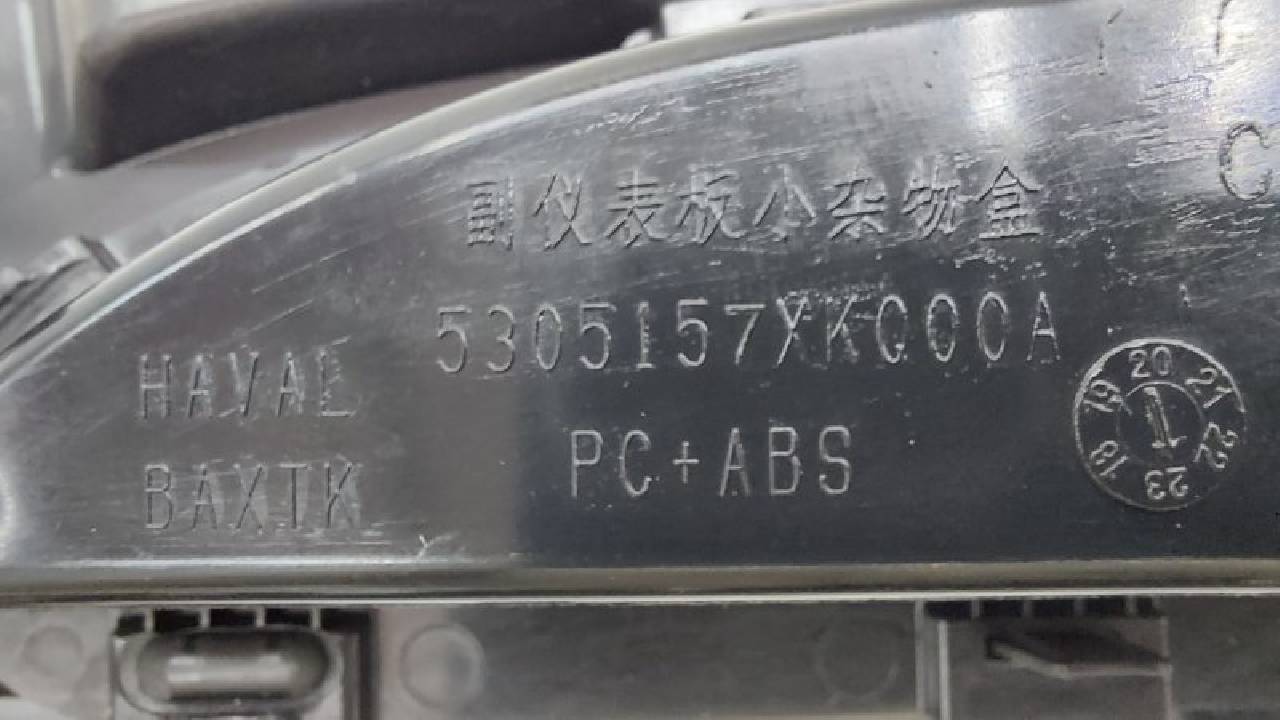 副仪表板小杂物盒
5305157XKQ00A
HAVAL
PC+ABS
BAXTK
18 19 20 21 22 23
1
C